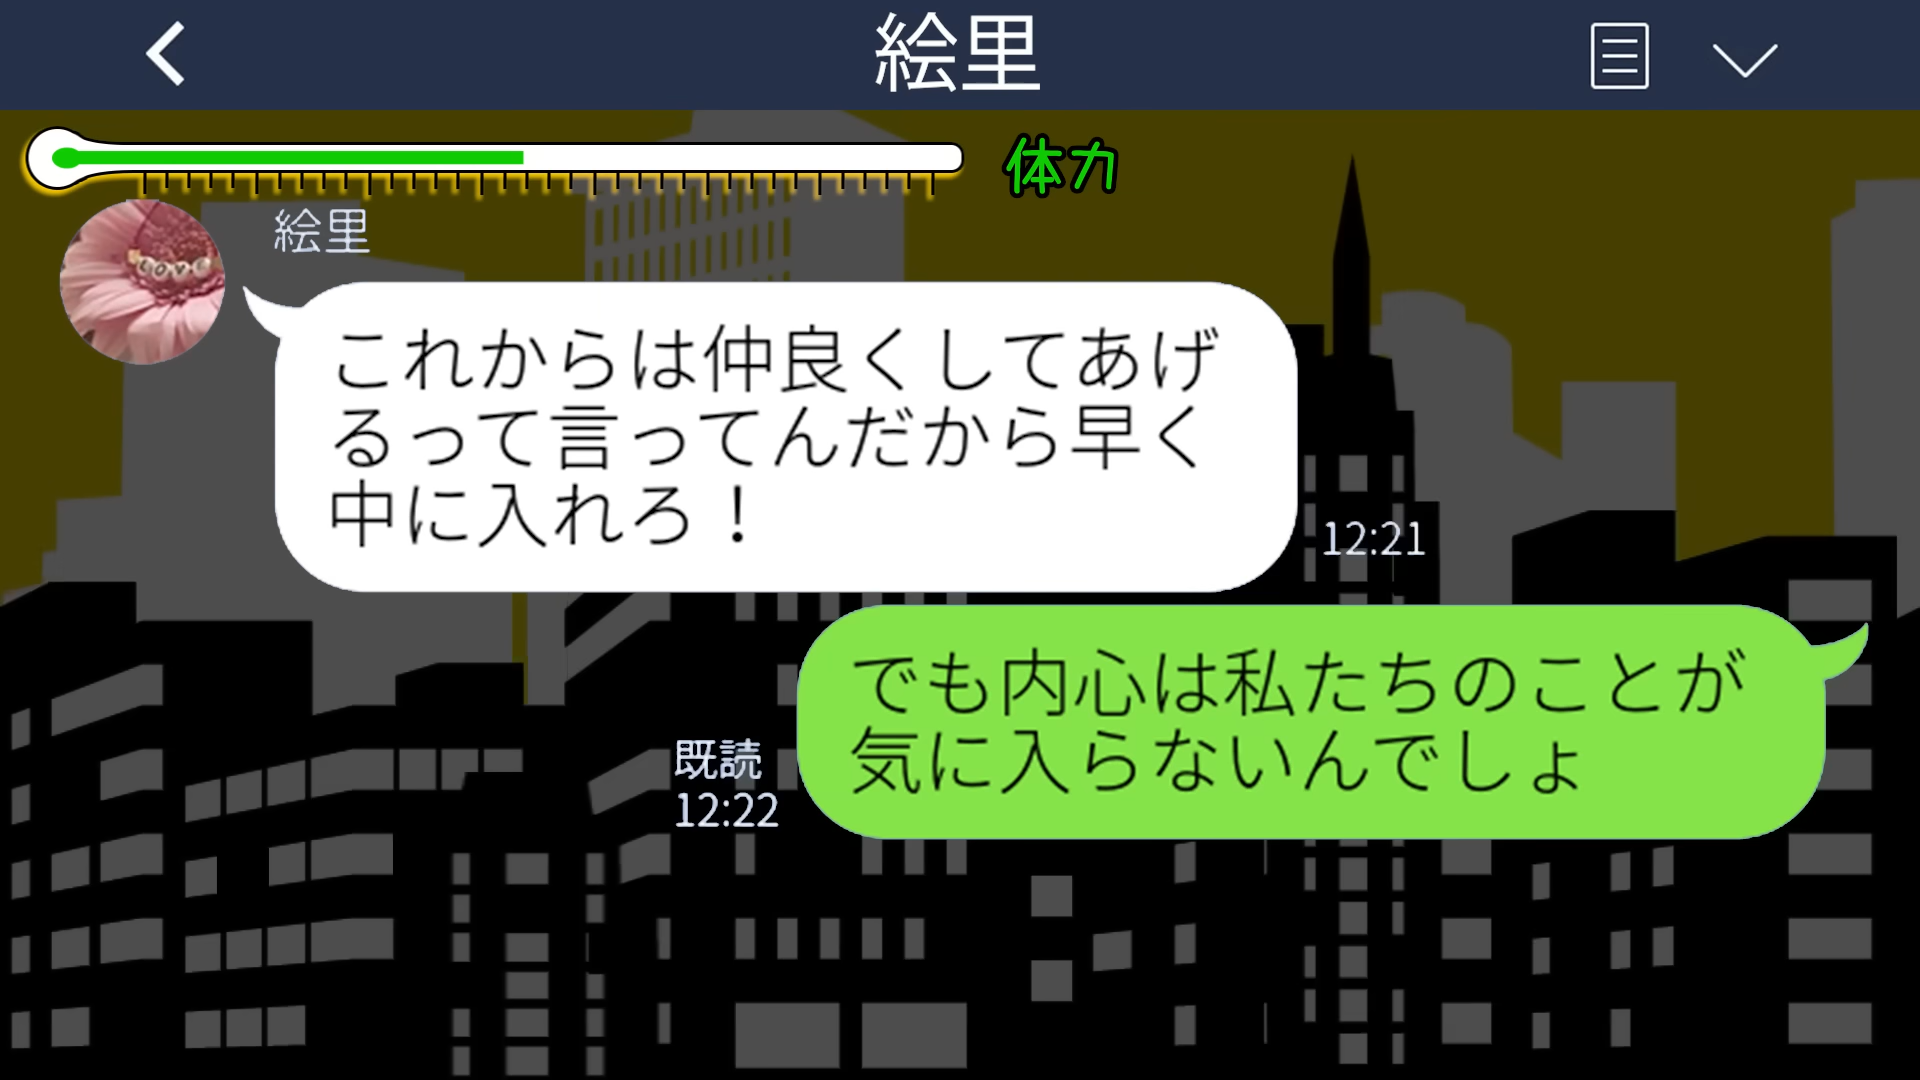 絵里
体力
絵里
これからは仲良くしてあげ
るって言ってんだから早く
中に入れろ！
12:21
でも内心は私たちのことが
気に入らないんでしょ
既読
12:22
LOVE